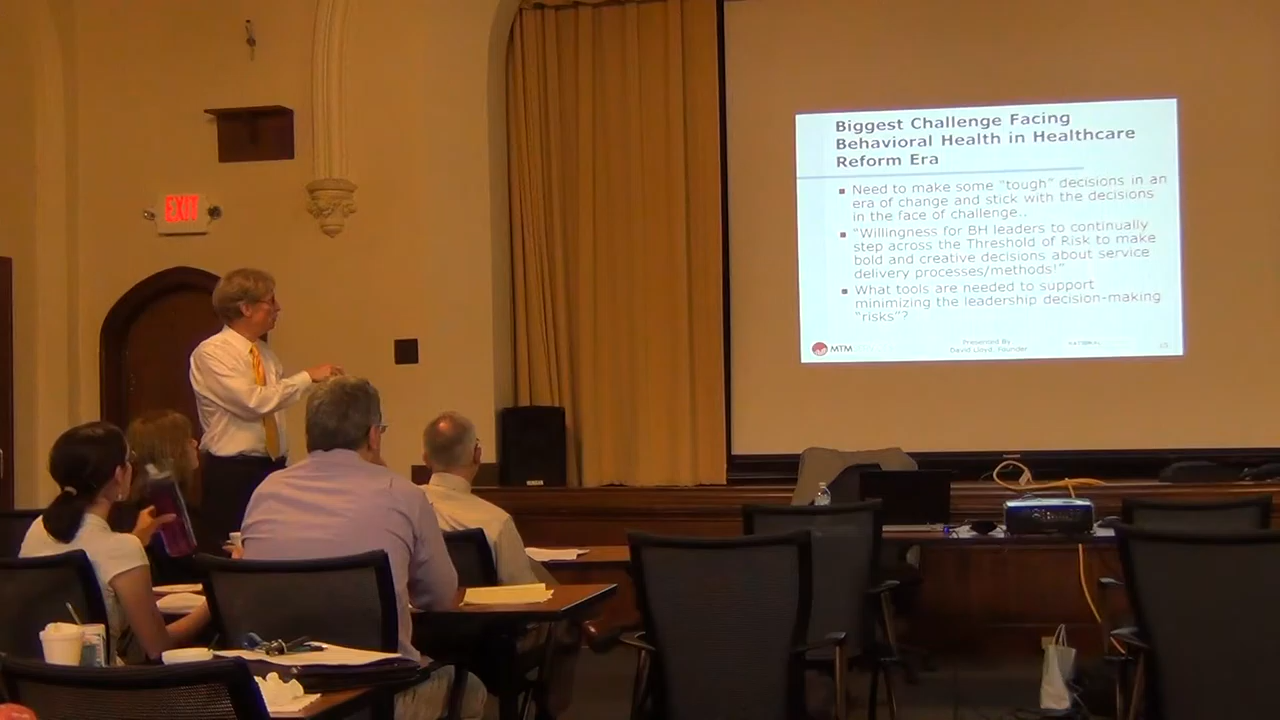 EXIT
Biggest Challenge Facing
Behavioral Health in Healthcare
Reform Era
Need to make some "tough" decisions in an
era of change and stick with the decisions
in the face of challenge..
"Willingness for BH leaders to continually
step across the Threshold of Risk to make
bold and creative decisions about service
delivery processes/methods!"
What tools are needed to support
minimizing the leadership decision-making
"risks"?
MTM
Presented By
David Lloyd, Founder